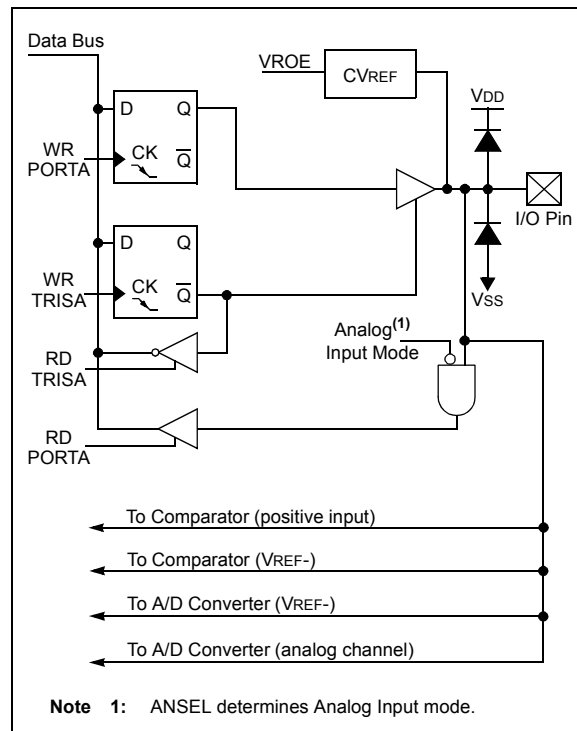 Data Bus
VROE
CVREF
VDD
D Q
WR
PORTA
CK
Q
I/O Pin
D Q
WR
TRISA
CK
Q
VSS
Analog(1)
Input Mode
RD
TRISA
RD
PORTA
To Comparator (positive input)
To Comparator (VREF-)
To A/D Converter (VREF-)
To A/D Converter (analog channel)
Note 1: ANSEL determines Analog Input mode.